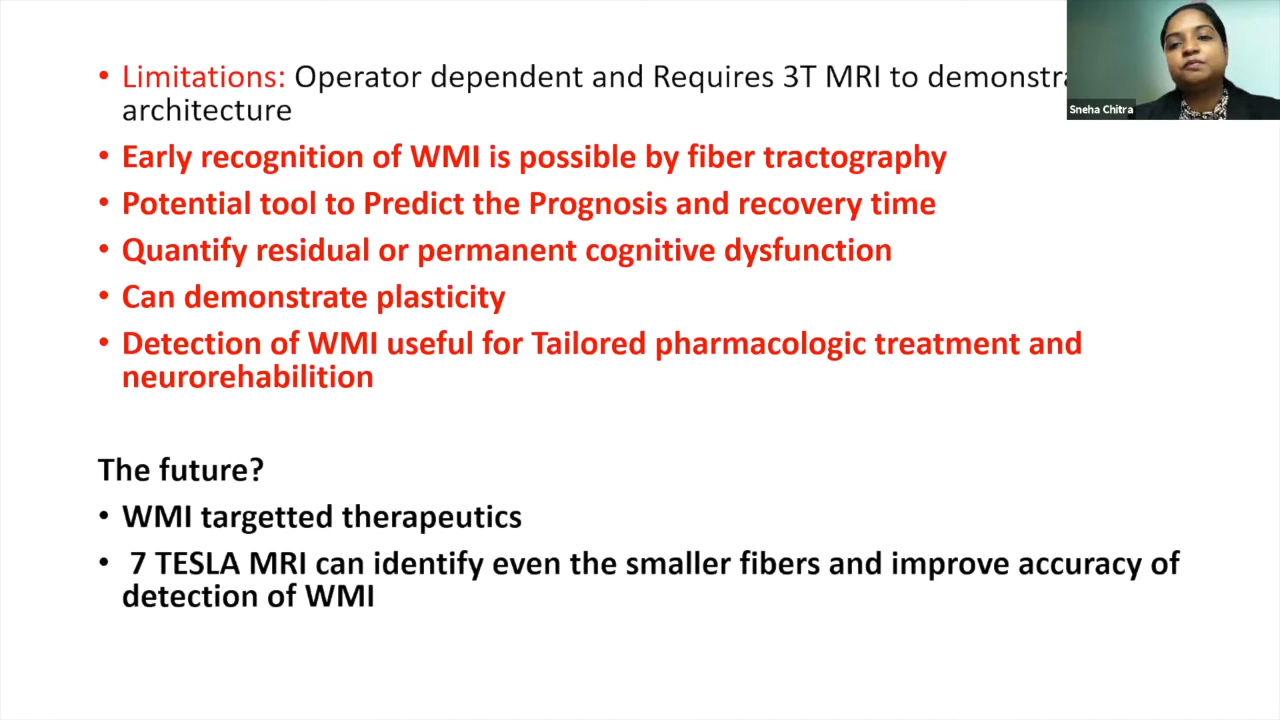 • Limitations: Operator dependent and Requires 3T MRI to
architecture
• Early recognition of WMI is possible by fiber tractography
• Potential tool to Predict the Prognosis and recovery time
• Quantify residual or permanent cognitive dysfunction
• Can demonstrate plasticity
• Detection of WMI useful for Tailored pharmacologic treatment and
neurorehabilition
The future?
• WMI targetted therapeutics
• 7 TESLA MRI can identify even the smaller fibers and improve accuracy of
detection of WMI
Sneha Chitra